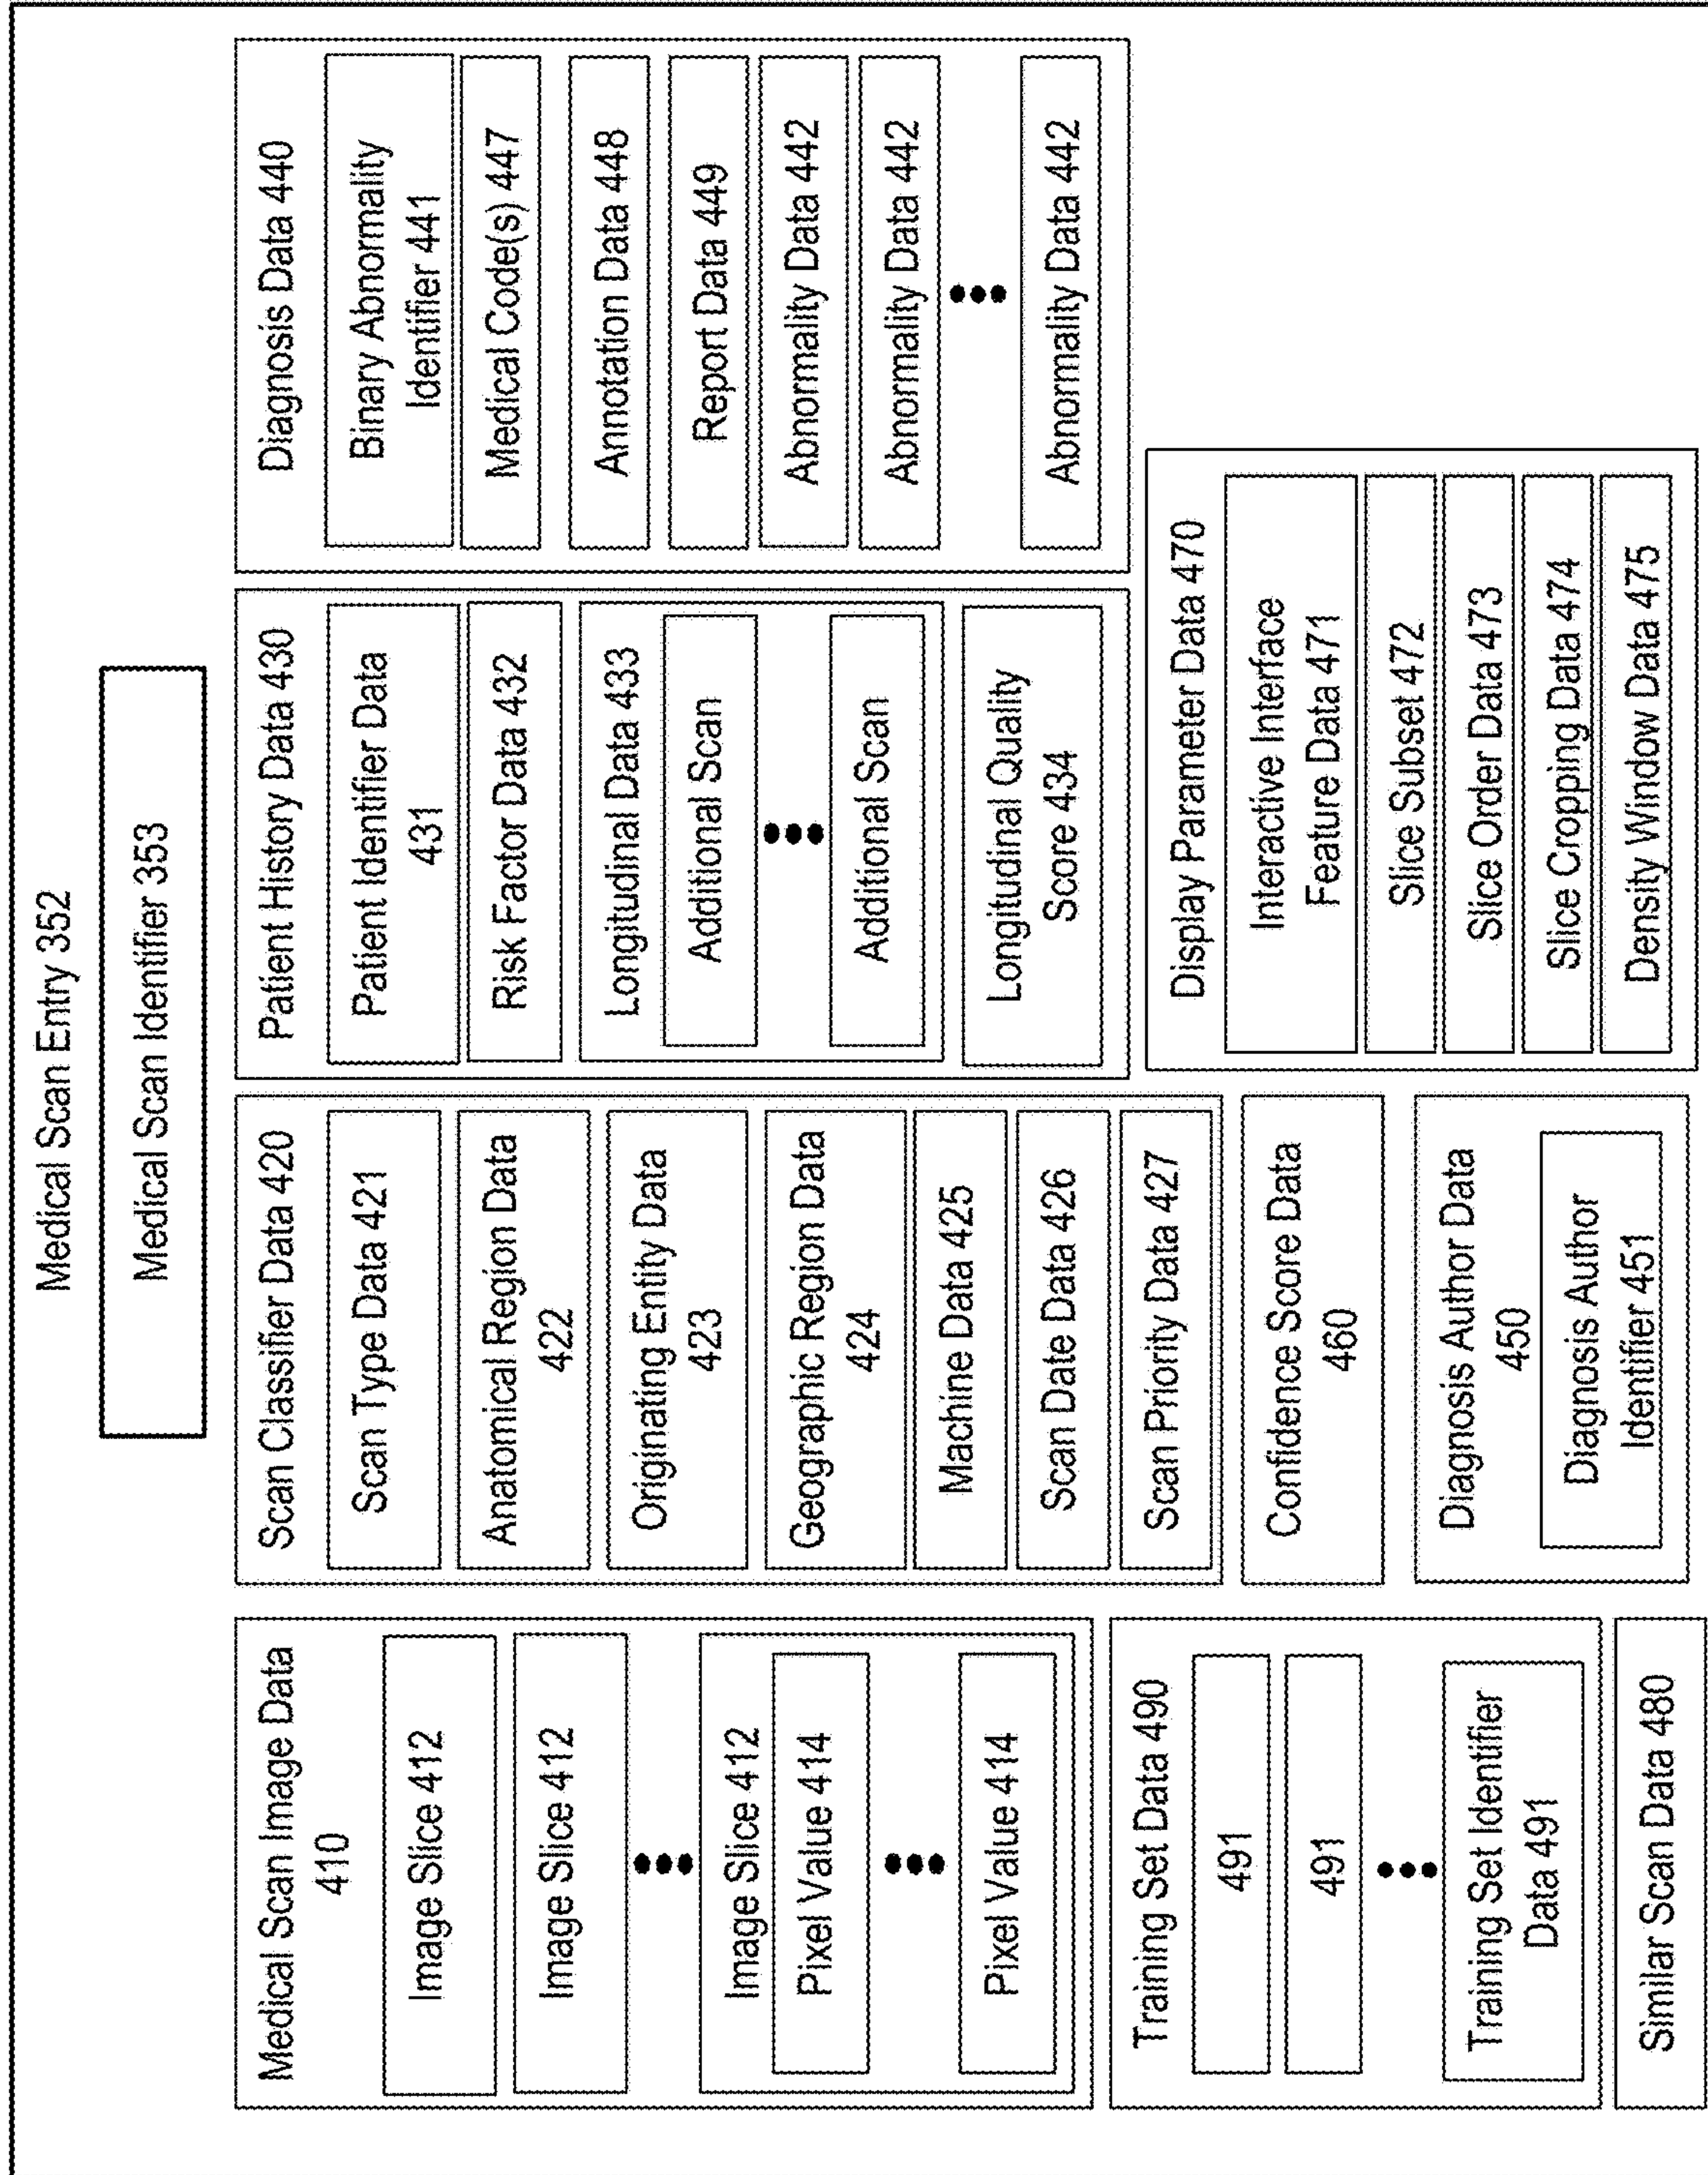 Medical Scan Entry 352
Medical Scan Identifier 353
Medical Scan Image Data
410
Image Slice 412
Image Slice 412
Image Slice 412
Pixel Value 414
Pixel Value 414
Training Set Data 490
491
491
Training Set Identifier
Data 491
Similar Scan Data 480
Scan Classifier Data 420
Scan Type Data 421
Anatomical Region Data
422
Originating Entity Data
423
Geographic Region Data
424
Machine Data 425
Scan Date Data 426
Scan Priority Data 427
Confidence Score Data
460
Diagnosis Author Data
450
Diagnosis Author
Identifier 451
Patient History Data 430
Patient Identifier Data
431
Risk Factor Data 432
Longitudinal Data 433
Additional Scan
Additional Scan
Longitudinal Quality
Score 434
Diagnosis Data 440
Binary Abnormality
Identifier 441
Medical Code(s) 447
Annotation Data 448
Report Data 449
Abnormality Data 442
Abnormality Data 442
Abnormality Data 442
Display Parameter Data 470
Interactive Interface
Feature Data 471
Slice Subset 472
Slice Order Data 473
Slice Cropping Data 474
Density Window Data 475